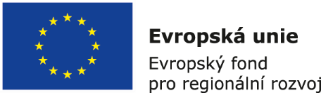 Evropská unie
Evropský fond
pro regionální rozvoj